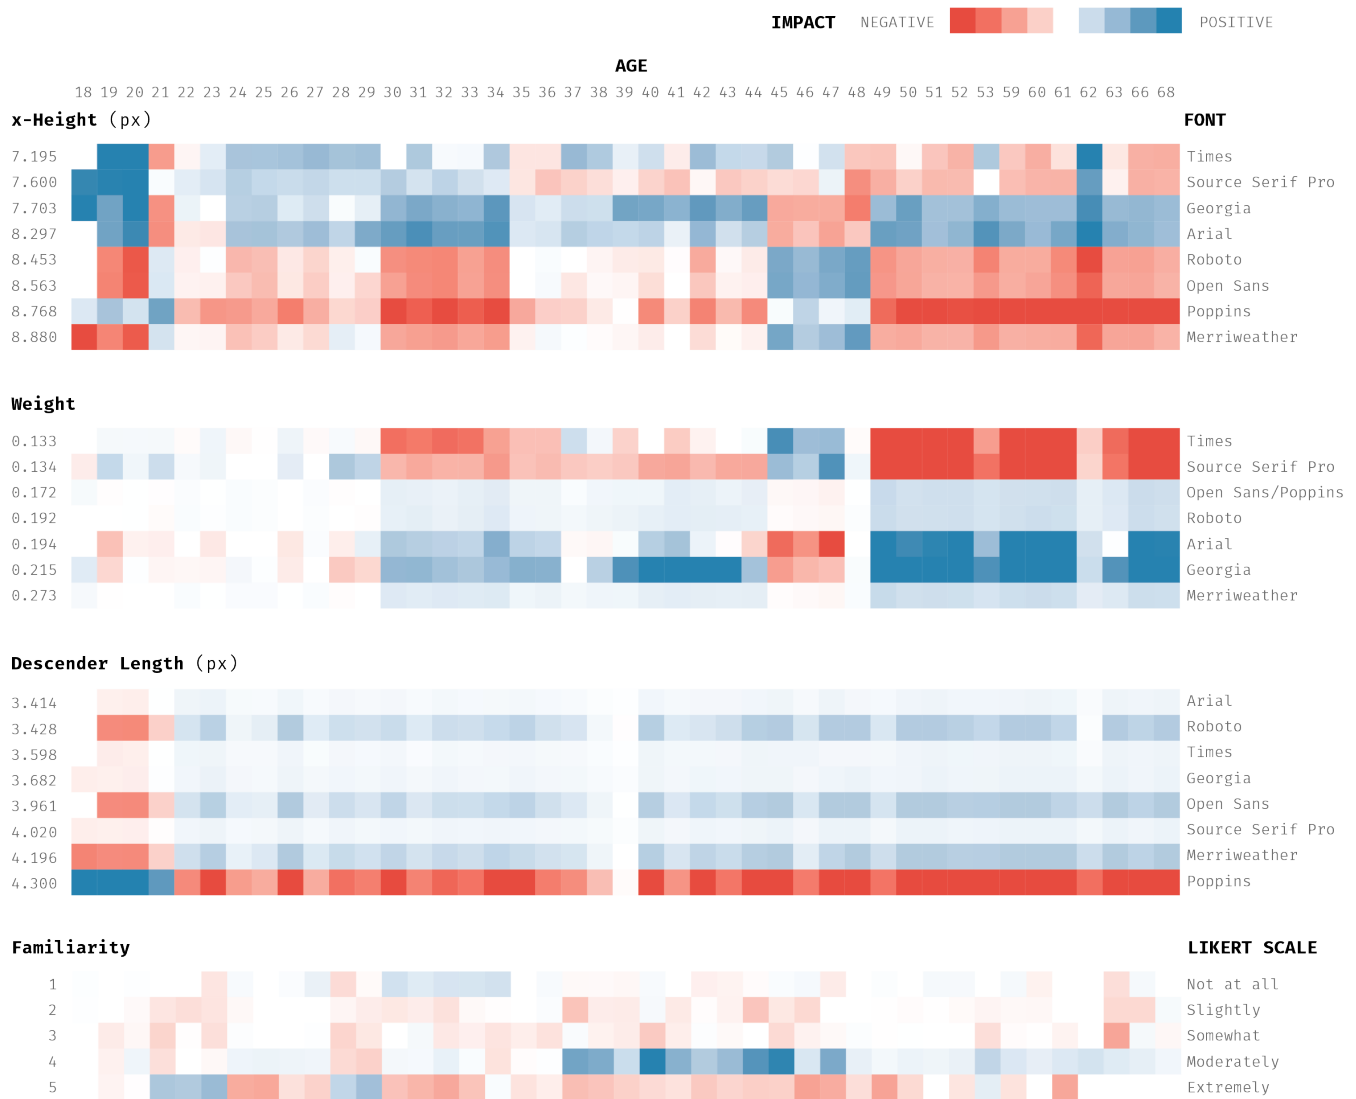 IMPACT NEGATIVE POSITIVE
AGE
18 19 20 21 22 23 24 25 26 27 28 29 30 31 32 33 34 35 36 37 38 39 40 41 42 43 44 45 46 47 48 49 50 51 52 53 59 60 61 62 63 66 68
x-Height (px) FONT
7.195 Times
7.600 Source Serif Pro
7.703 Georgia
8.297 Arial
8.453 Roboto
8.563 Open Sans
8.768 Poppins
8.880 Merriweather
Weight
0.133 Times
0.134 Source Serif Pro
0.172 Open Sans/Poppins
0.192 Roboto
0.194 Arial
0.215 Georgia
0.273 Merriweather
Descender Length (px)
3.414 Arial
3.428 Roboto
3.598 Times
3.682 Georgia
3.961 Open Sans
4.020 Source Serif Pro
4.196 Merriweather
4.300 Poppins
Familiarity LIKERT SCALE
1 Not at all
2 Slightly
3 Somewhat
4 Moderately
5 Extremely